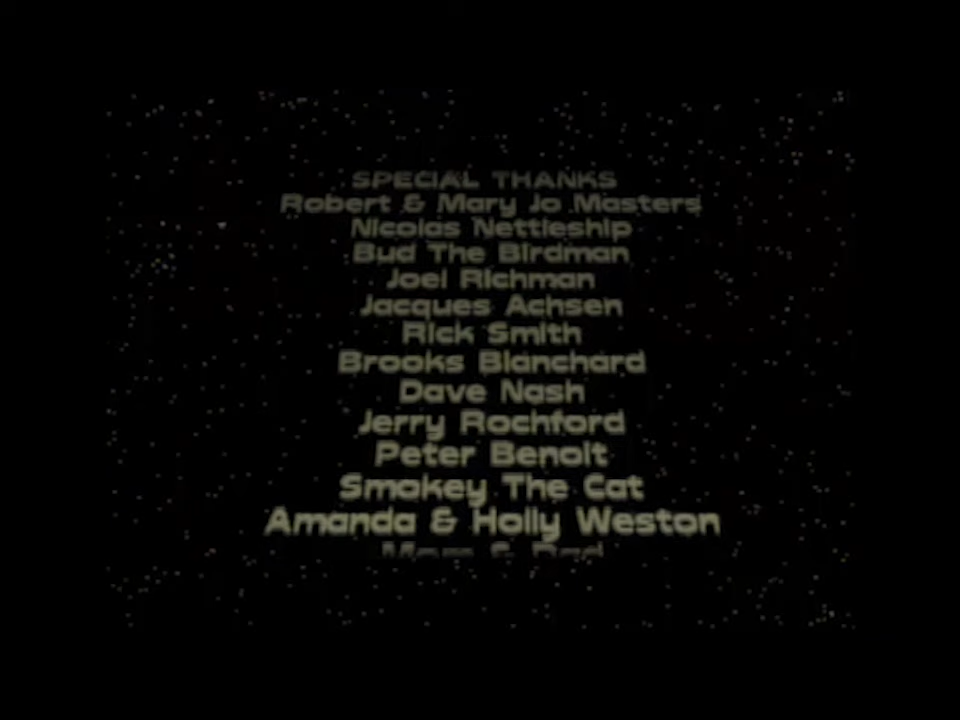 SPECIAL THANKS
Robert & Mary Jo Masters
Nicolas Nettleship
Bud The Birdman
Joel Richman
Jacques Achsen
Rick Smith
Brooks Blanchard
Dave Nash
Jerry Rochford
Peter Benoit
Smokey The Cat
Amanda & Holly Weston